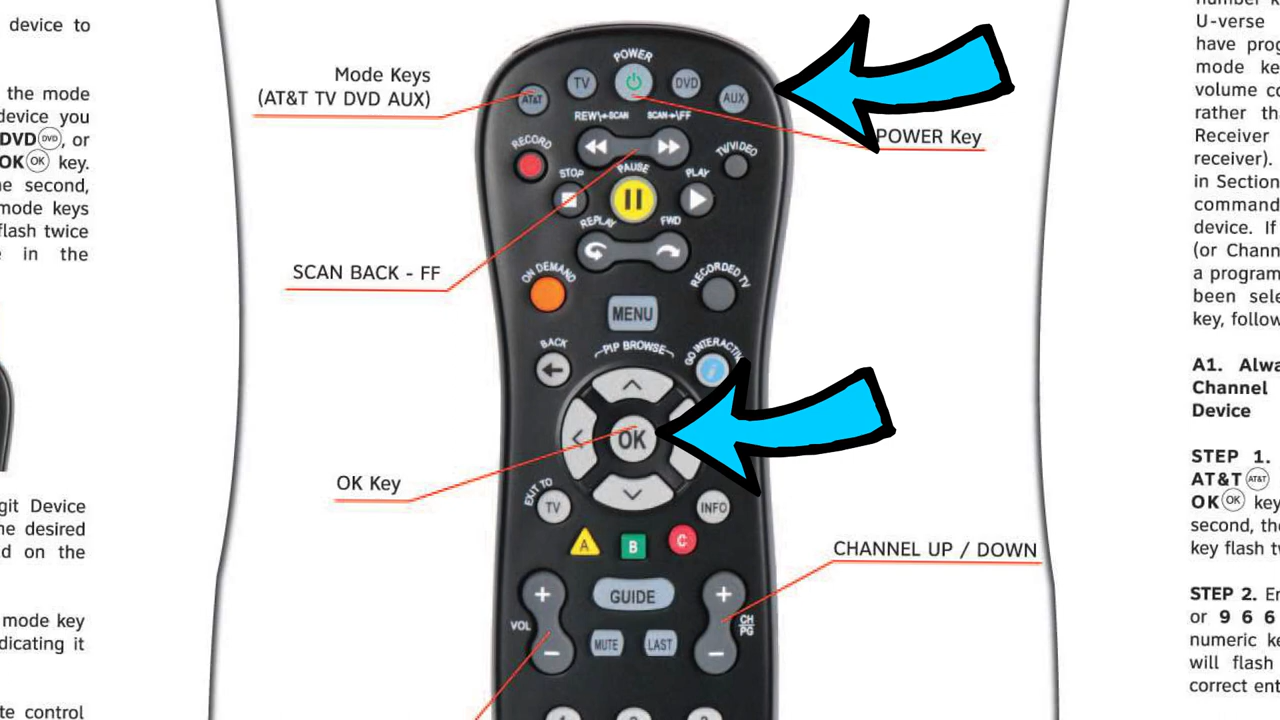 device to
the mode
device you
DVD DVD, or
OK OK key.
second,
mode keys
flash twice
in the
git Device
desired
on the
mode key
dicating it
te control
Mode Keys
(AT&T TV DVD AUX)
SCAN BACK - FF
OK Key
POWER
TV
DVD
AT&T
AUX
REW\←SCAN
SCAN→\FF
RECORD
TV/VIDEO
STOP
PAUSE
PLAY
REPLAY
FWD
ON DEMAND
RECORDED TV
MENU
BACK
PIP BROWSE
GO INTERACTIV
i
OK
EXIT TO
TV
INFO
A
B
C
+
GUIDE
+
VOL
CH
PG
MUTE
LAST
−
−
POWER Key
CHANNEL UP / DOWN
number k
U-verse
have prog
mode ke
volume co
rather th
Receiver
receiver).
in Section
command
device. If
(or Chann
a program
been sele
key, follow
A1. Alwa
Channel
Device
STEP 1.
AT&T AT&T
OK OK key
second, the
key flash tw
STEP 2. En
or 9 6 6
numeric ke
will flash
correct ent